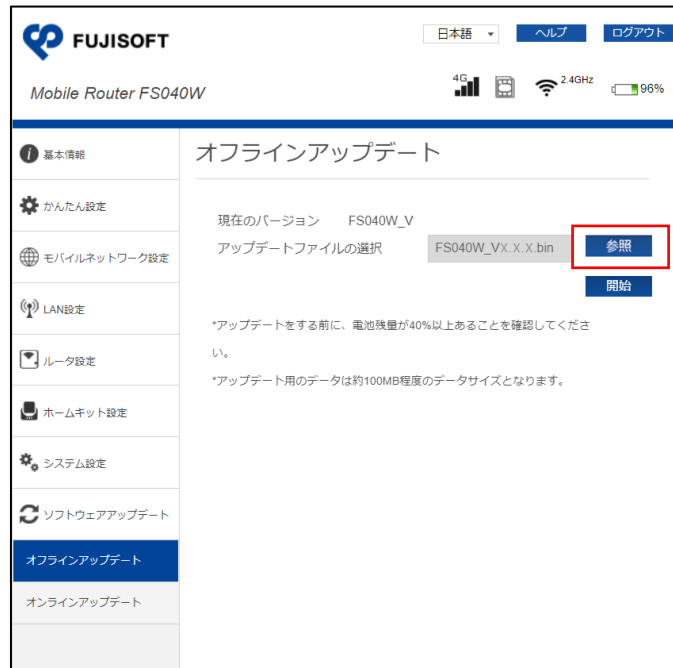 FUJISOFT
日本語
ヘルプ
ログアウト
Mobile Router FS040W
4G
2.4GHz
96%
基本情報
かんたん設定
モバイルネットワーク設定
LAN設定
ルータ設定
ホームキット設定
システム設定
ソフトウェアアップデート
オフラインアップデート
オンラインアップデート
オフラインアップデート
現在のバージョン FS040W_V
アップデートファイルの選択 FS040W_VX.X.X.bin 参照
開始
*アップデートをする前に、電池残量が40%以上あることを確認してくださ
い。
*アップデート用のデータは約100MB程度のデータサイズとなります。